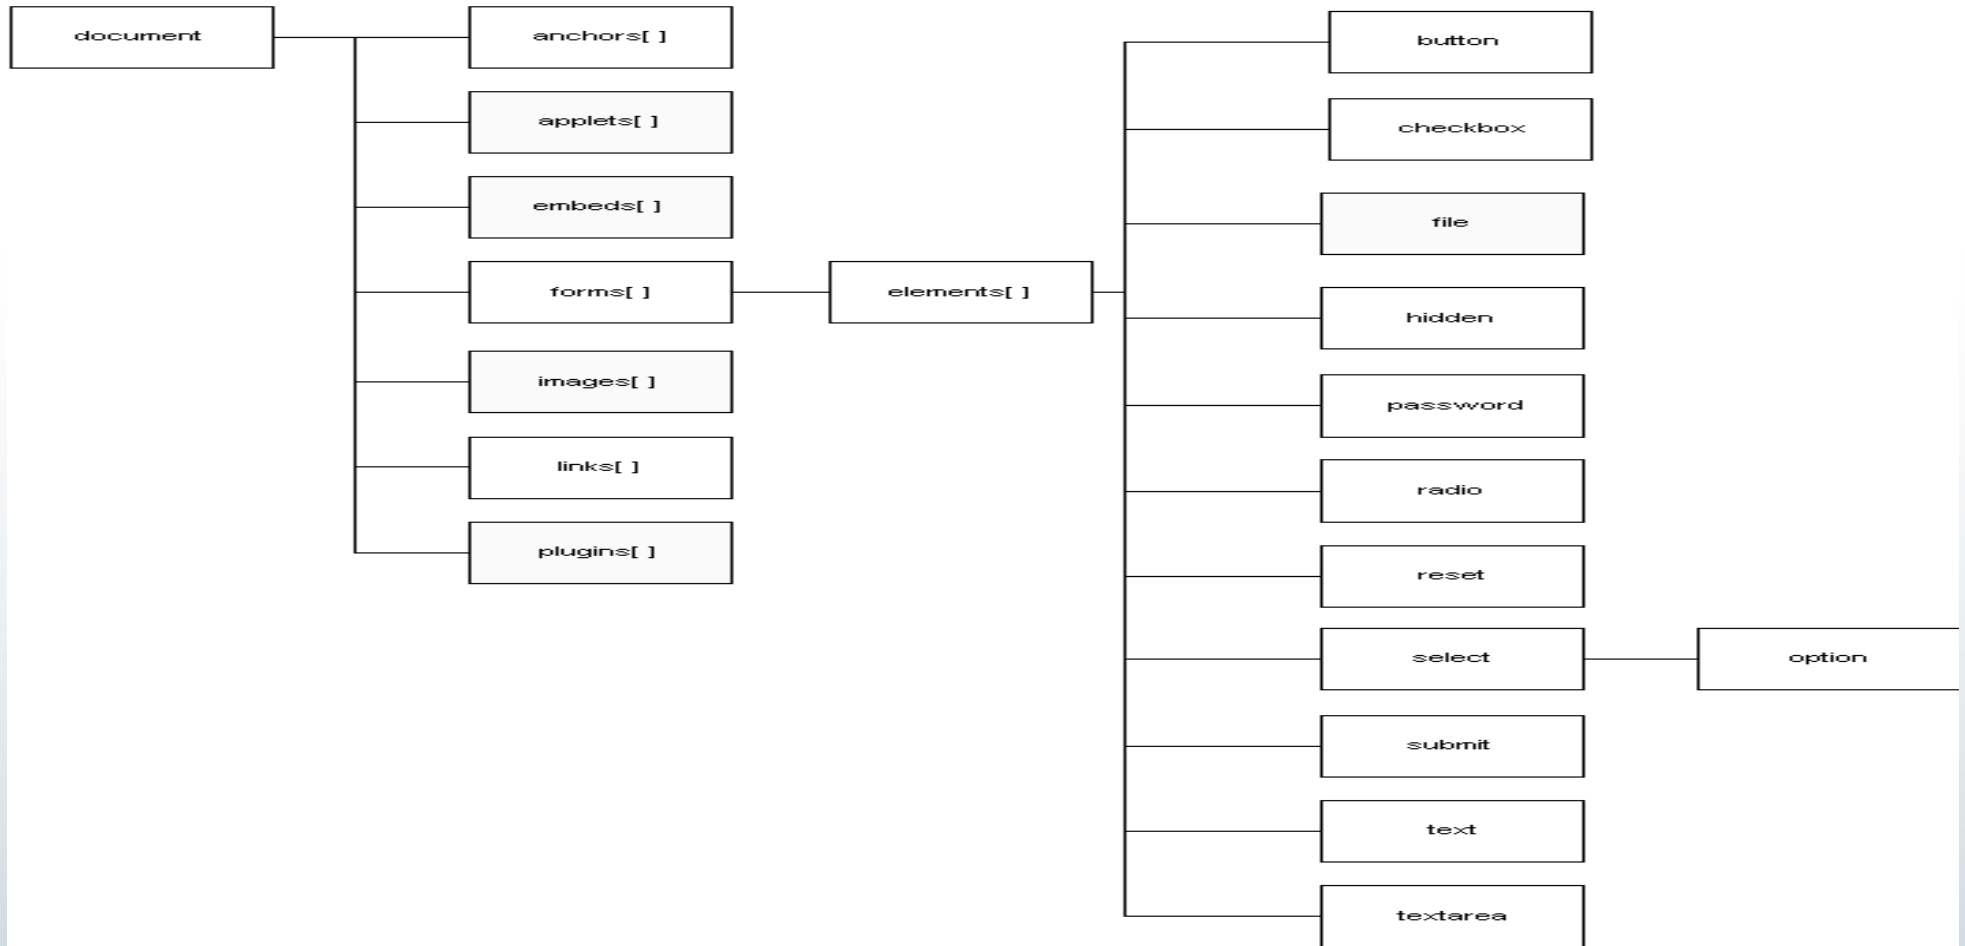 document
anchors[ ]
applets[ ]
embeds[ ]
forms[ ]
images[ ]
links[ ]
plugins[ ]
elements[ ]
button
checkbox
file
hidden
password
radio
reset
select
option
submit
text
textarea